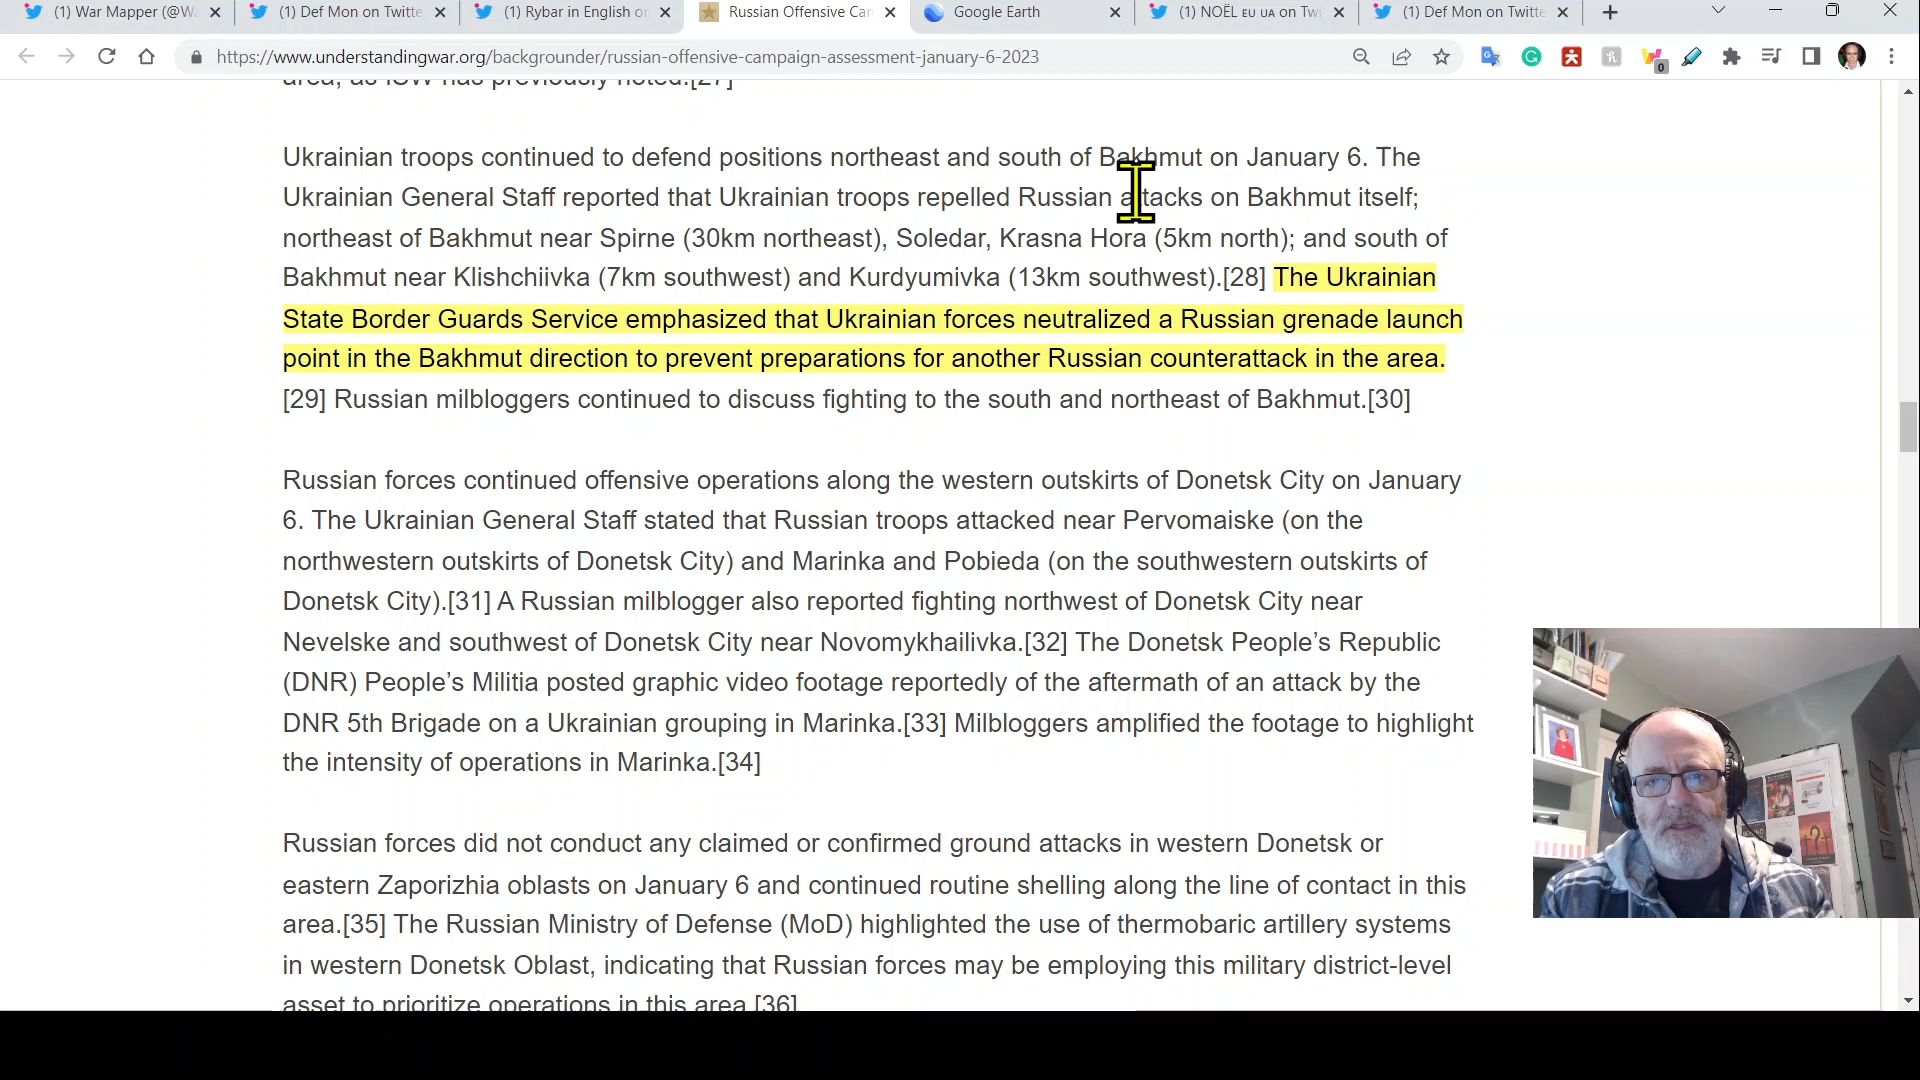 (1) War Mapper (@Wa
(1) Def Mon on Twitte
(1) Rybar in English or
Russian Offensive Can
Google Earth
(1) NOËL EU UA on Twi
(1) Def Mon on Twitte
https://www.understandingwar.org/backgrounder/russian-offensive-campaign-assessment-january-6-2023
0
area, as ISW has previously noted.[27]
Ukrainian troops continued to defend positions northeast and south of Bakhmut on January 6. The
Ukrainian General Staff reported that Ukrainian troops repelled Russian attacks on Bakhmut itself;
northeast of Bakhmut near Spirne (30km northeast), Soledar, Krasna Hora (5km north); and south of
Bakhmut near Klishchiivka (7km southwest) and Kurdyumivka (13km southwest).[28] The Ukrainian
State Border Guards Service emphasized that Ukrainian forces neutralized a Russian grenade launch
point in the Bakhmut direction to prevent preparations for another Russian counterattack in the area.
[29] Russian milbloggers continued to discuss fighting to the south and northeast of Bakhmut.[30]
Russian forces continued offensive operations along the western outskirts of Donetsk City on January
6. The Ukrainian General Staff stated that Russian troops attacked near Pervomaiske (on the
northwestern outskirts of Donetsk City) and Marinka and Pobieda (on the southwestern outskirts of
Donetsk City).[31] A Russian milblogger also reported fighting northwest of Donetsk City near
Nevelske and southwest of Donetsk City near Novomykhailivka.[32] The Donetsk People’s Republic
(DNR) People’s Militia posted graphic video footage reportedly of the aftermath of an attack by the
DNR 5th Brigade on a Ukrainian grouping in Marinka.[33] Milbloggers amplified the footage to highlight
the intensity of operations in Marinka.[34]
Russian forces did not conduct any claimed or confirmed ground attacks in western Donetsk or
eastern Zaporizhia oblasts on January 6 and continued routine shelling along the line of contact in this
area.[35] The Russian Ministry of Defense (MoD) highlighted the use of thermobaric artillery systems
in western Donetsk Oblast, indicating that Russian forces may be employing this military district-level
asset to prioritize operations in this area.[36]